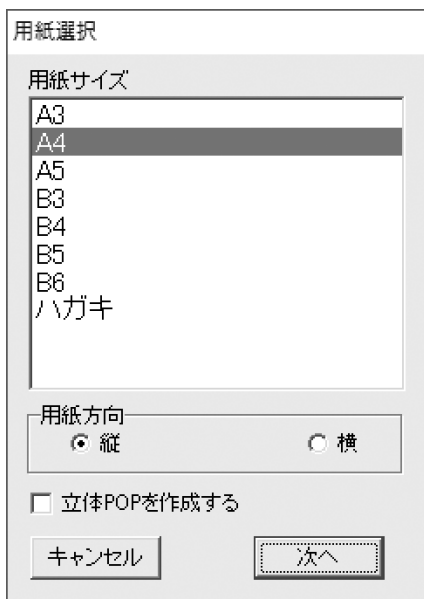 用紙選択
用紙サイズ
A3
A4
A5
B3
B4
B5
B6
ハガキ
用紙方向
縦 横
立体POPを作成する
キャンセル 次へ